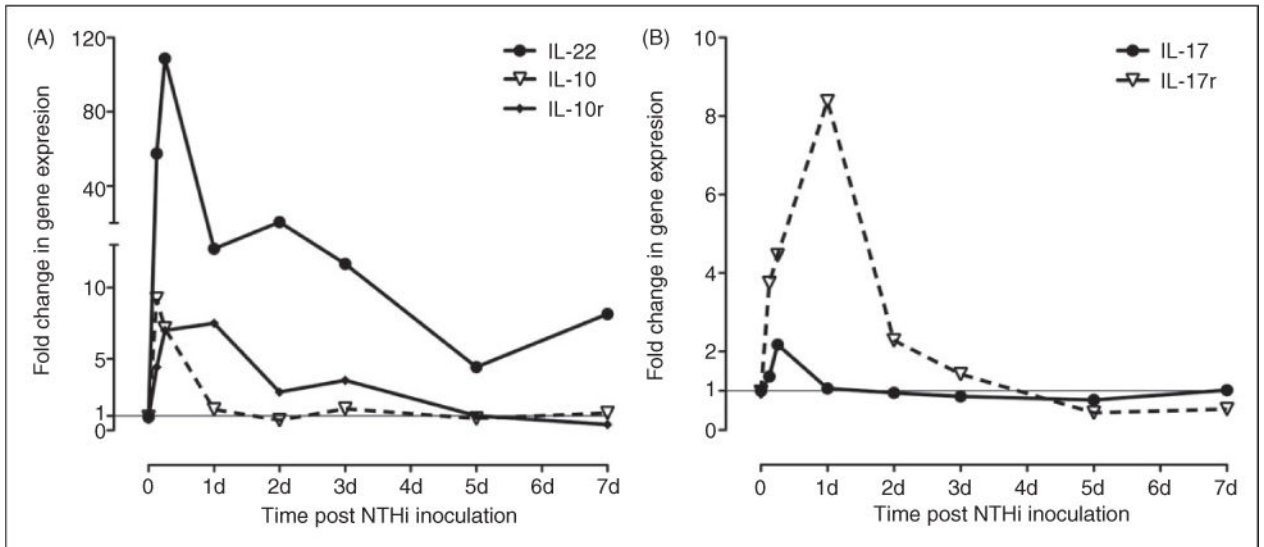 (A)
120
80
40
10
5
1
0
Fold change in gene expresion
IL-22
IL-10
IL-10r
0 1d 2d 3d 4d 5d 6d 7d
Time post NTHi inoculation
(B)
10
8
6
4
2
1
0
Fold change in gene expresion
IL-17
IL-17r
0 1d 2d 3d 4d 5d 6d 7d
Time post NTHi inoculation